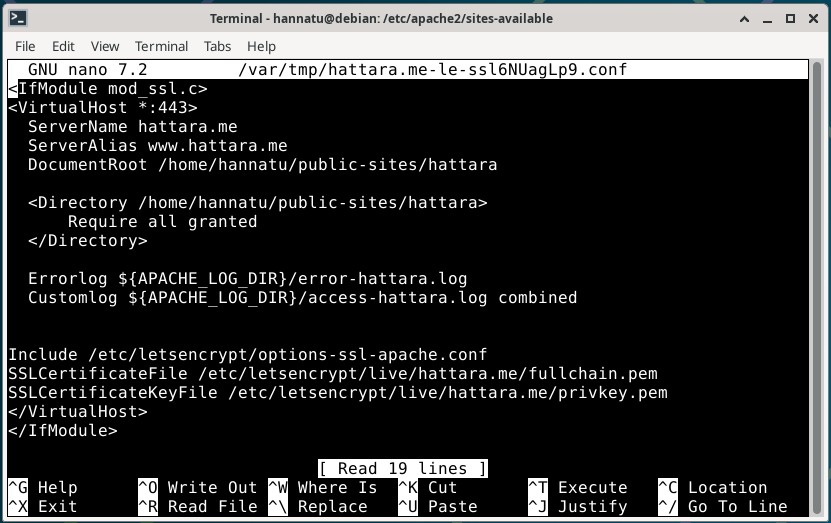 Terminal - hannatu@debian: /etc/apache2/sites-available
File Edit View Terminal Tabs Help
GNU nano 7.2 /var/tmp/hattara.me-le-ssl6NUagLp9.conf
<IfModule mod_ssl.c>
<VirtualHost *:443>
  ServerName hattara.me
  ServerAlias www.hattara.me
  DocumentRoot /home/hannatu/public-sites/hattara

  <Directory /home/hannatu/public-sites/hattara>
      Require all granted
  </Directory>

  Errorlog ${APACHE_LOG_DIR}/error-hattara.log
  Customlog ${APACHE_LOG_DIR}/access-hattara.log combined


Include /etc/letsencrypt/options-ssl-apache.conf
SSLCertificateFile /etc/letsencrypt/live/hattara.me/fullchain.pem
SSLCertificateKeyFile /etc/letsencrypt/live/hattara.me/privkey.pem
</VirtualHost>
</IfModule>
[ Read 19 lines ]
^G Help ^O Write Out ^W Where Is ^K Cut ^T Execute ^C Location
^X Exit ^R Read File ^\ Replace ^U Paste ^J Justify ^/ Go To Line